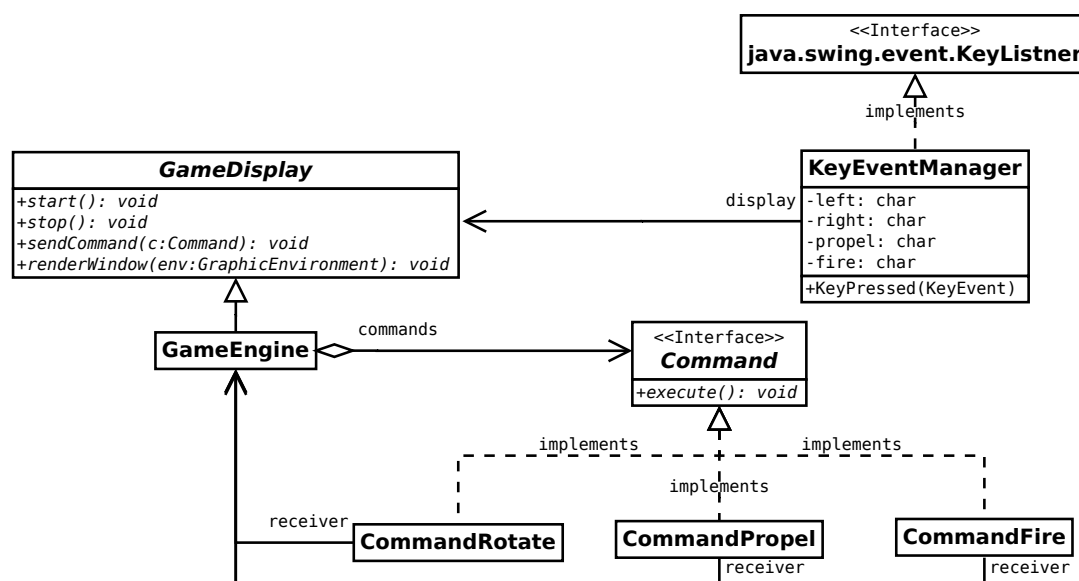 <<Interface>>
java.swing.event.KeyListner
implements
GameDisplay
+start(): void
+stop(): void
+sendCommand(c:Command): void
+renderWindow(env:GraphicEnvironment): void
display
KeyEventManager
-left: char
-right: char
-propel: char
-fire: char
+KeyPressed(KeyEvent)
GameEngine
commands
<<Interface>>
Command
+execute(): void
implements
implements
implements
receiver
CommandRotate
CommandPropel
CommandFire
receiver
receiver